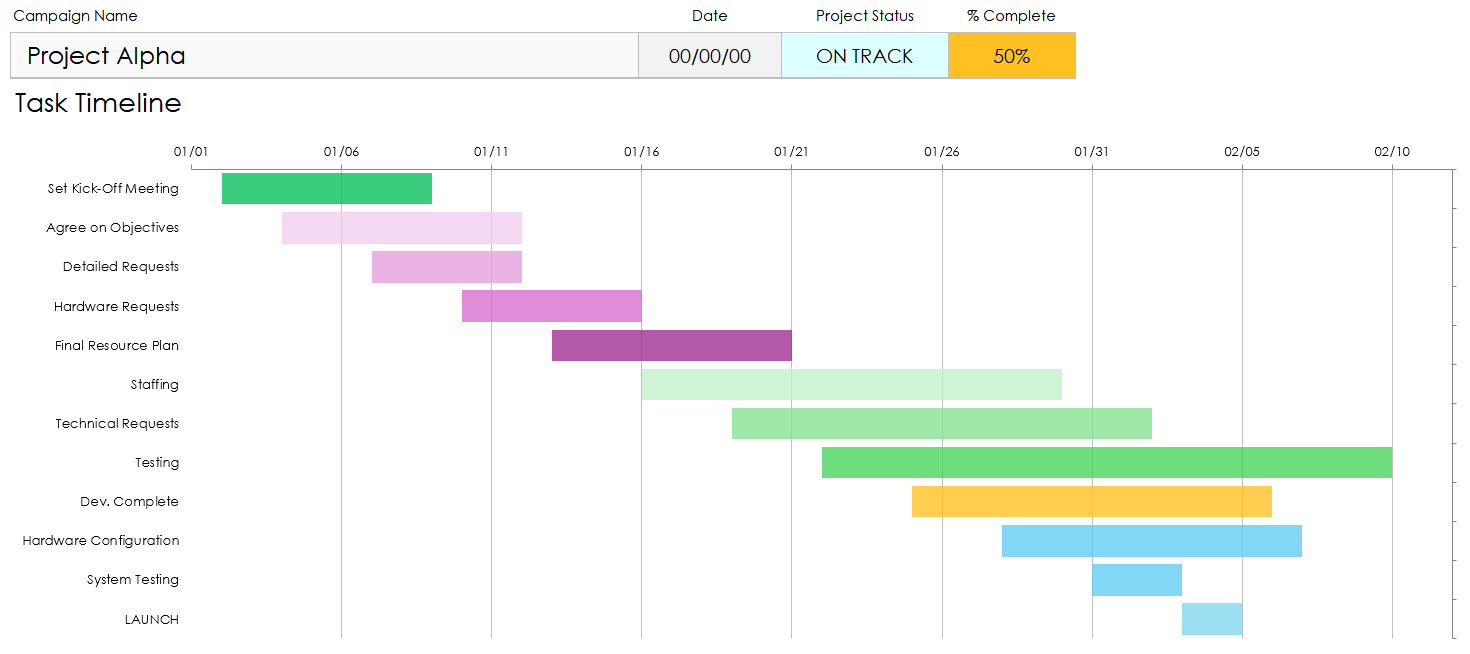 Campaign Name Date Project Status % Complete
Project Alpha 00/00/00 ON TRACK 50%
Task Timeline
01/01 01/06 01/11 01/16 01/21 01/26 01/31 02/05 02/10
Set Kick-Off Meeting
Agree on Objectives
Detailed Requests
Hardware Requests
Final Resource Plan
Staffing
Technical Requests
Testing
Dev. Complete
Hardware Configuration
System Testing
LAUNCH